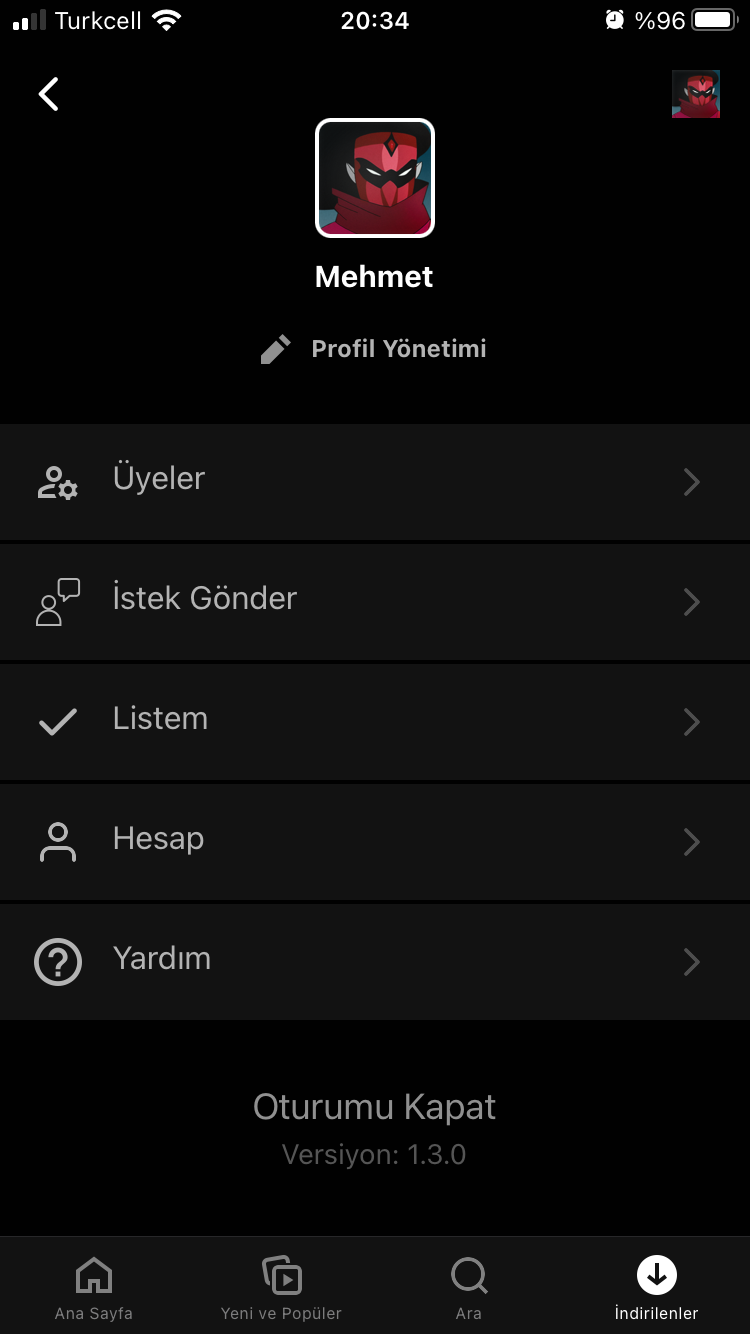 Turkcell 20:34 %96
Mehmet
Profil Yönetimi
Üyeler
İstek Gönder
Listem
Hesap
Yardım
Oturumu Kapat
Versiyon: 1.3.0
Ana Sayfa Yeni ve Popüler Ara İndirilenler